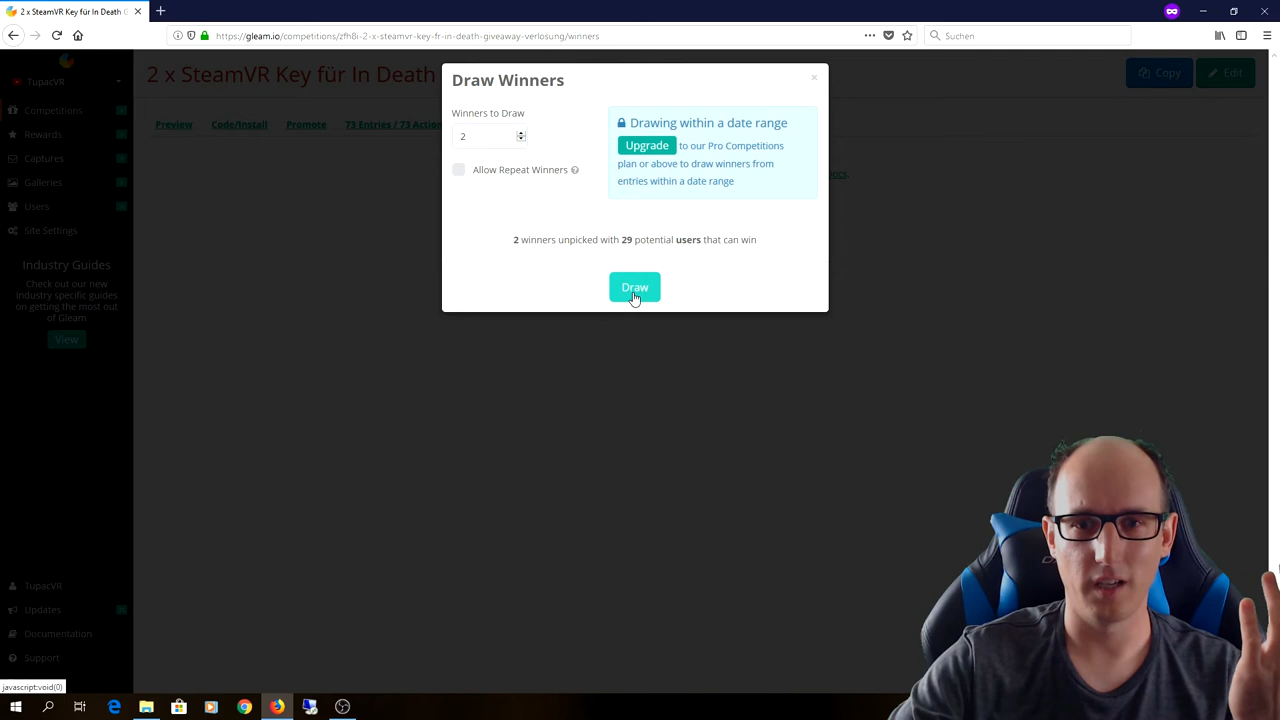 2 x SteamVR Key für In Death G
https://gleam.io/competitions/zfh8i-2-x-steamvr-key-fr-in-death-giveaway-verlosung/winners
Suchen
TupacVR
2 x SteamVR Key für In Death
Copy
Edit
Competitions
Rewards
Captures
Galleries
Users
Site Settings
Preview
Code/Install
Promote
73 Entries / 73 Action
Draw Winners
×
Winners to Draw
2
Allow Repeat Winners
Drawing within a date range
Upgrade to our Pro Competitions
plan or above to draw winners from
entries within a date range
2 winners unpicked with 29 potential users that can win
Draw
Industry Guides
Check out our new
Industry specific guides
on getting the most out
of Gleam
View
TupacVR
Updates
Documentation
Support
javascript:void(0)